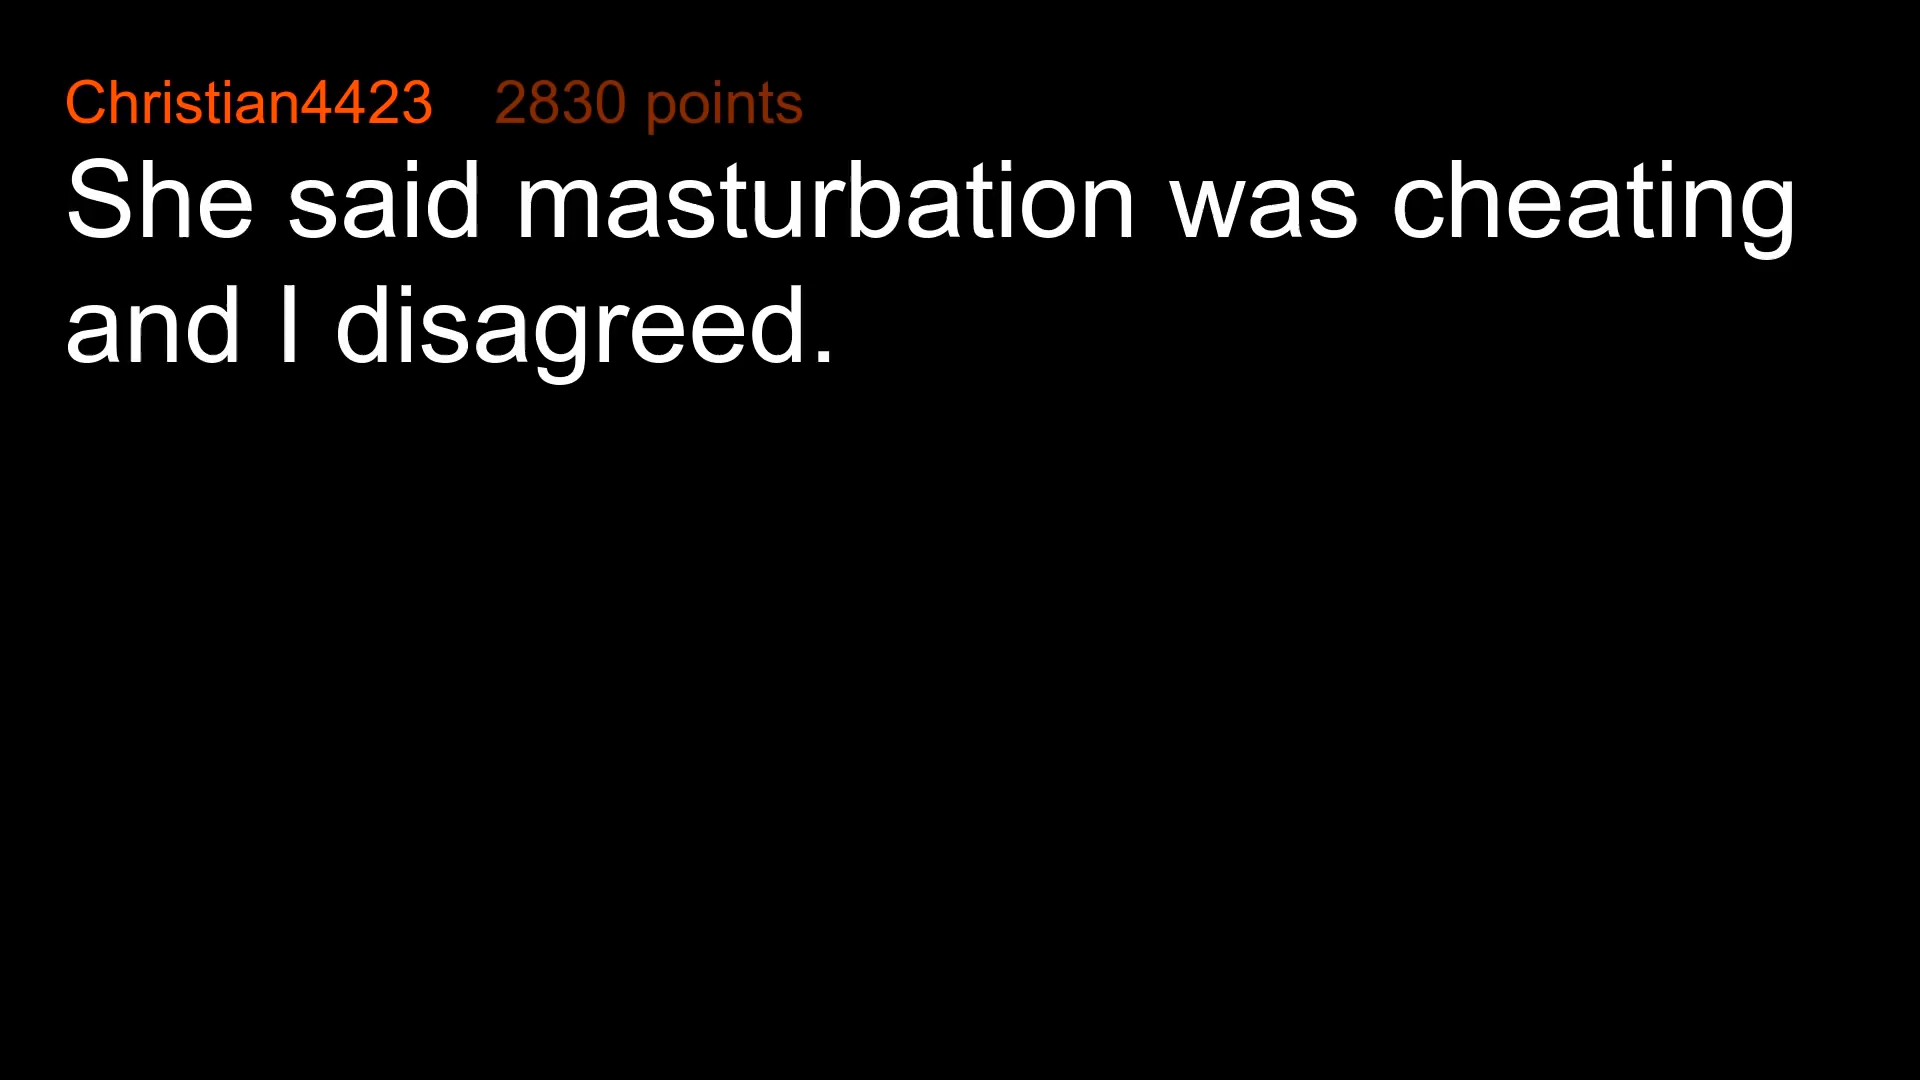 Christian4423 2830 points
She said masturbation was cheating
and I disagreed.